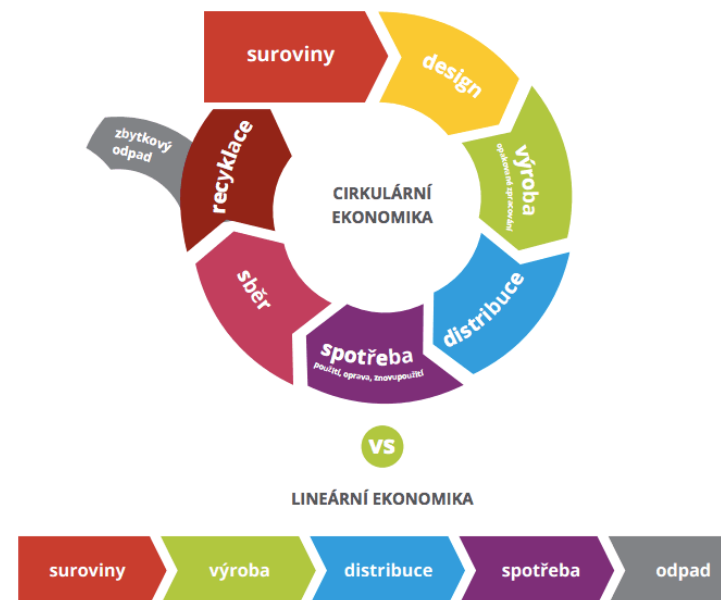 suroviny
design
výroba
opakované zpracování
distribuce
spotřeba
použití, oprava, znovupoužití
sběr
recyklace
zbytkový
odpad
CIRKULÁRNÍ
EKONOMIKA
vs
LINEÁRNÍ EKONOMIKA
suroviny
výroba
distribuce
spotřeba
odpad